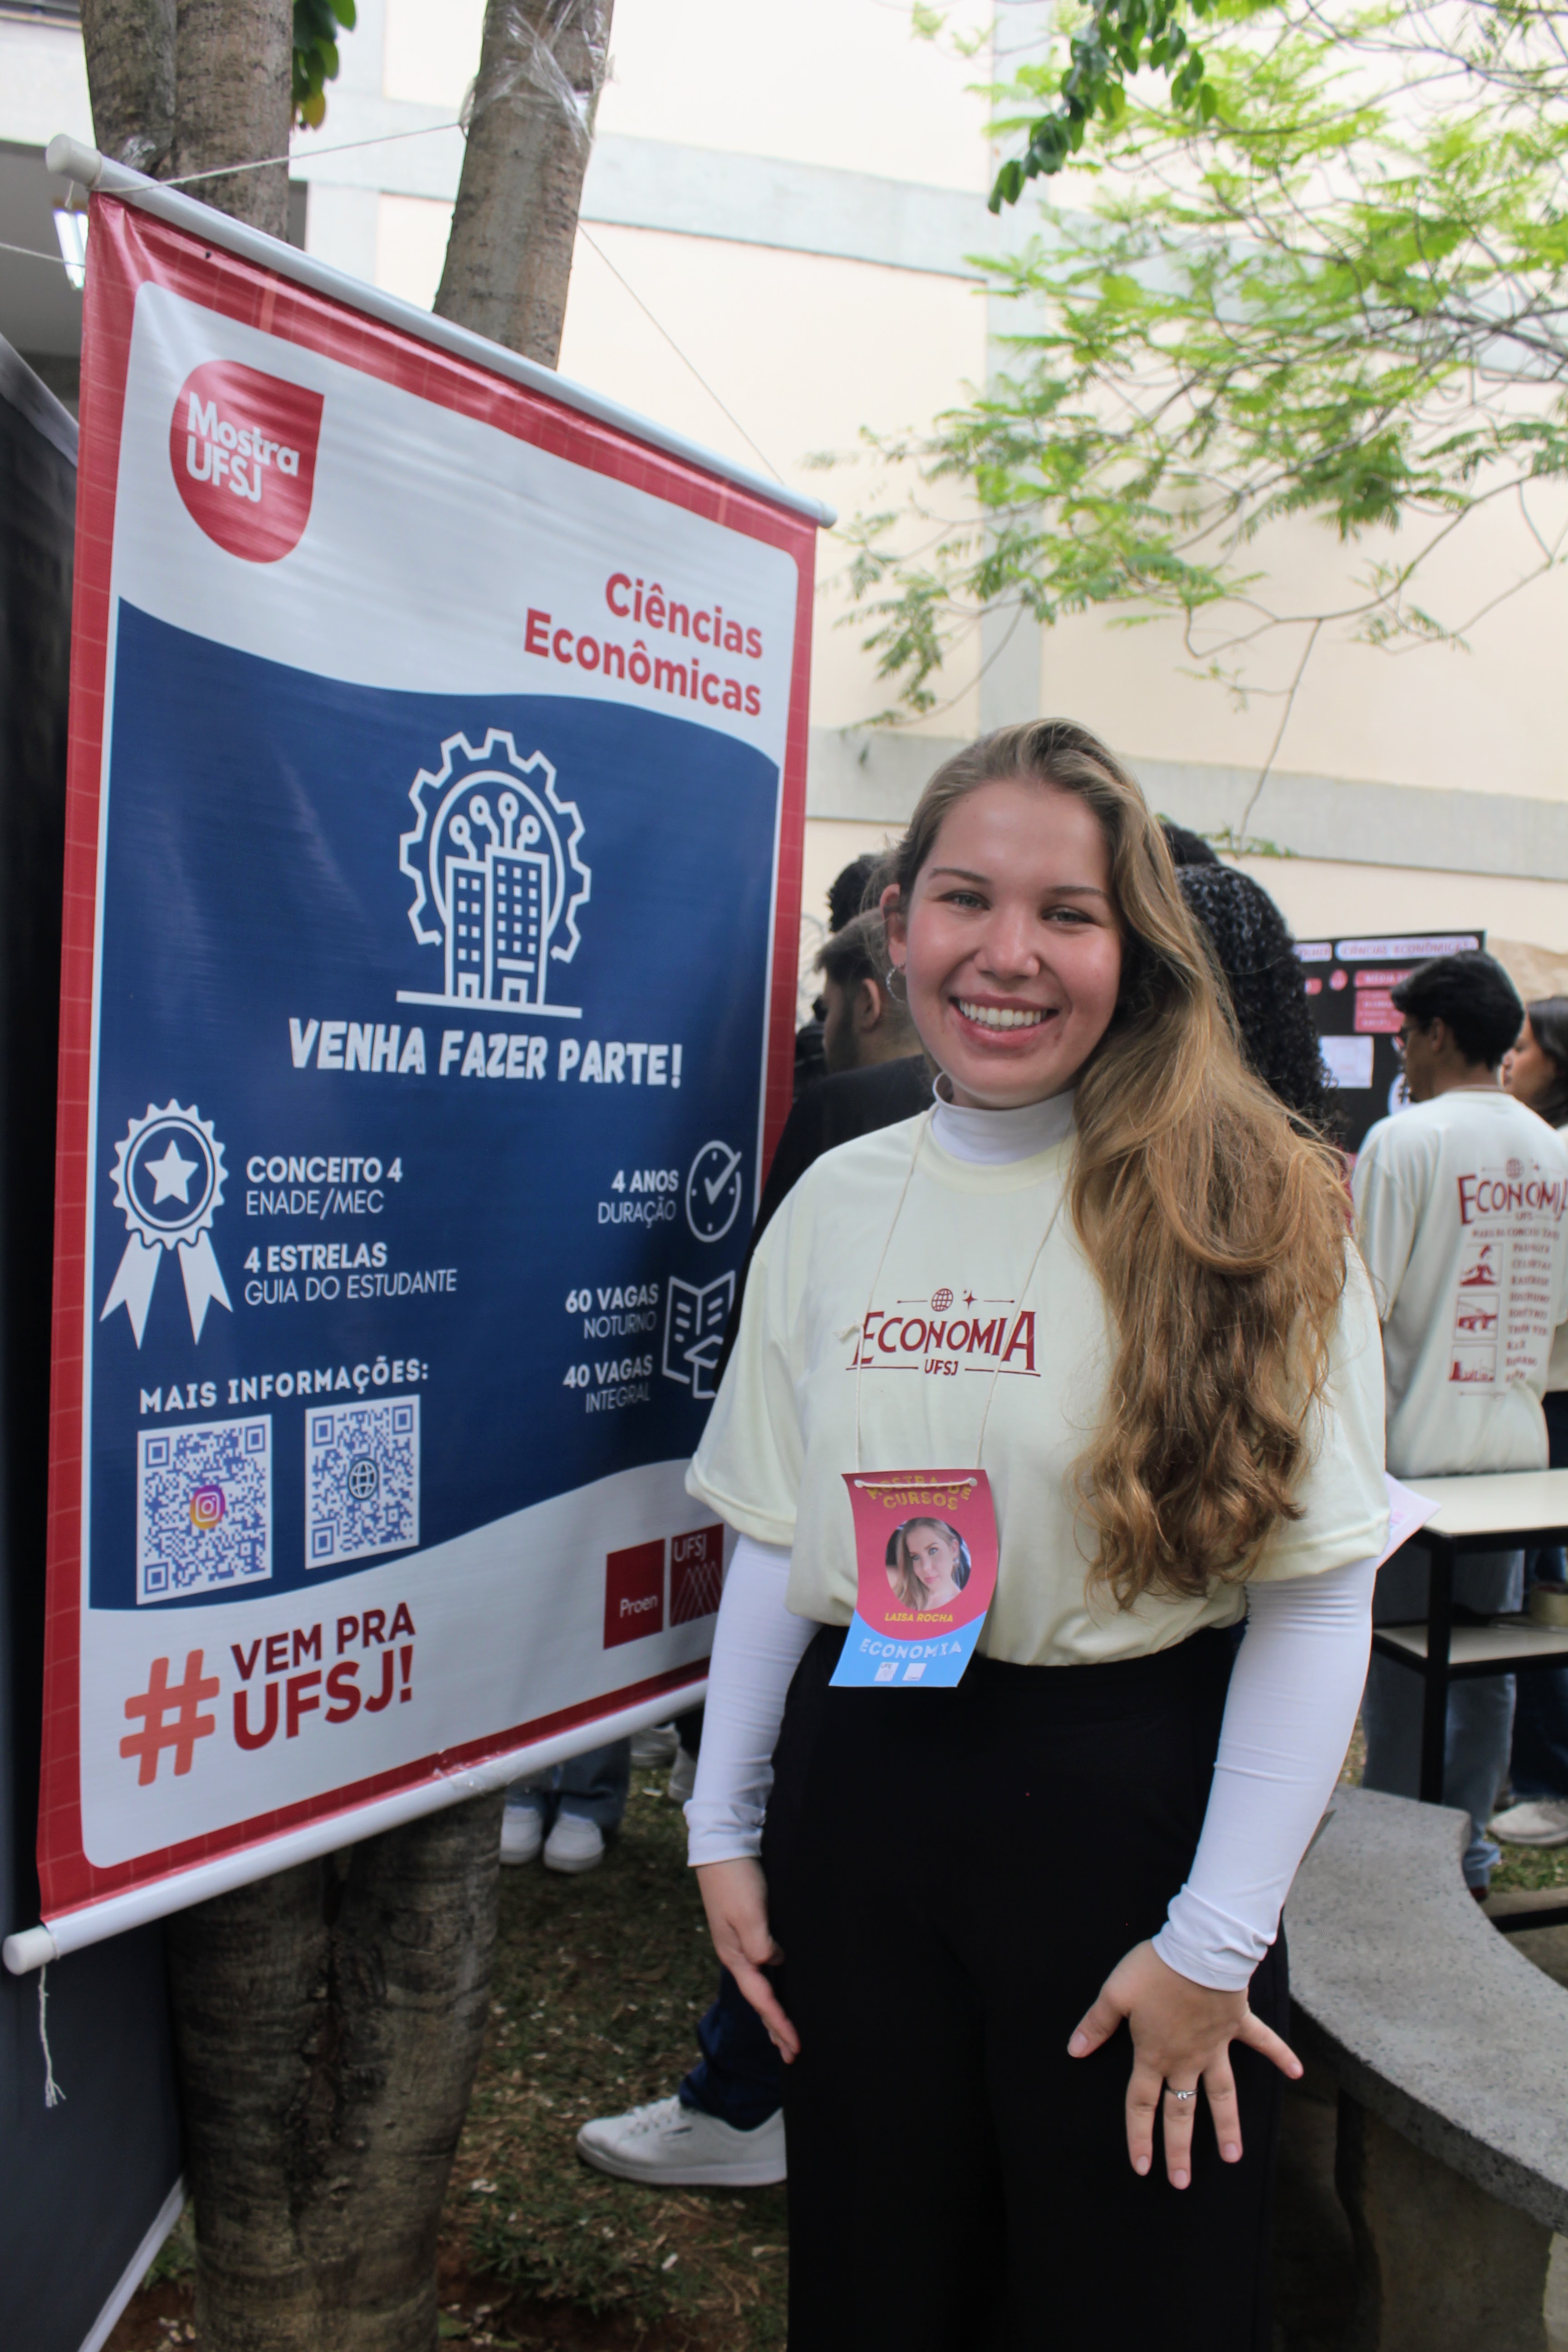 Mostra
UFSJ
Ciências
Econômicas
VENHA FAZER PARTE!
CONCEITO 4
ENADE/MEC
4 ESTRELAS
GUIA DO ESTUDANTE
4 ANOS
DURAÇÃO
60 VAGAS
NOTURNO
40 VAGAS
INTEGRAL
MAIS INFORMAÇÕES:
Proen
UFSJ
# VEM PRA
UFSJ!
ECONOMIA
UFSJ
MOSTRA DE
CURSOS
LAISA ROCHA
ECONOMIA
CIÊNCIAS ECONÔMICAS
ECONOMIA
UFSJ